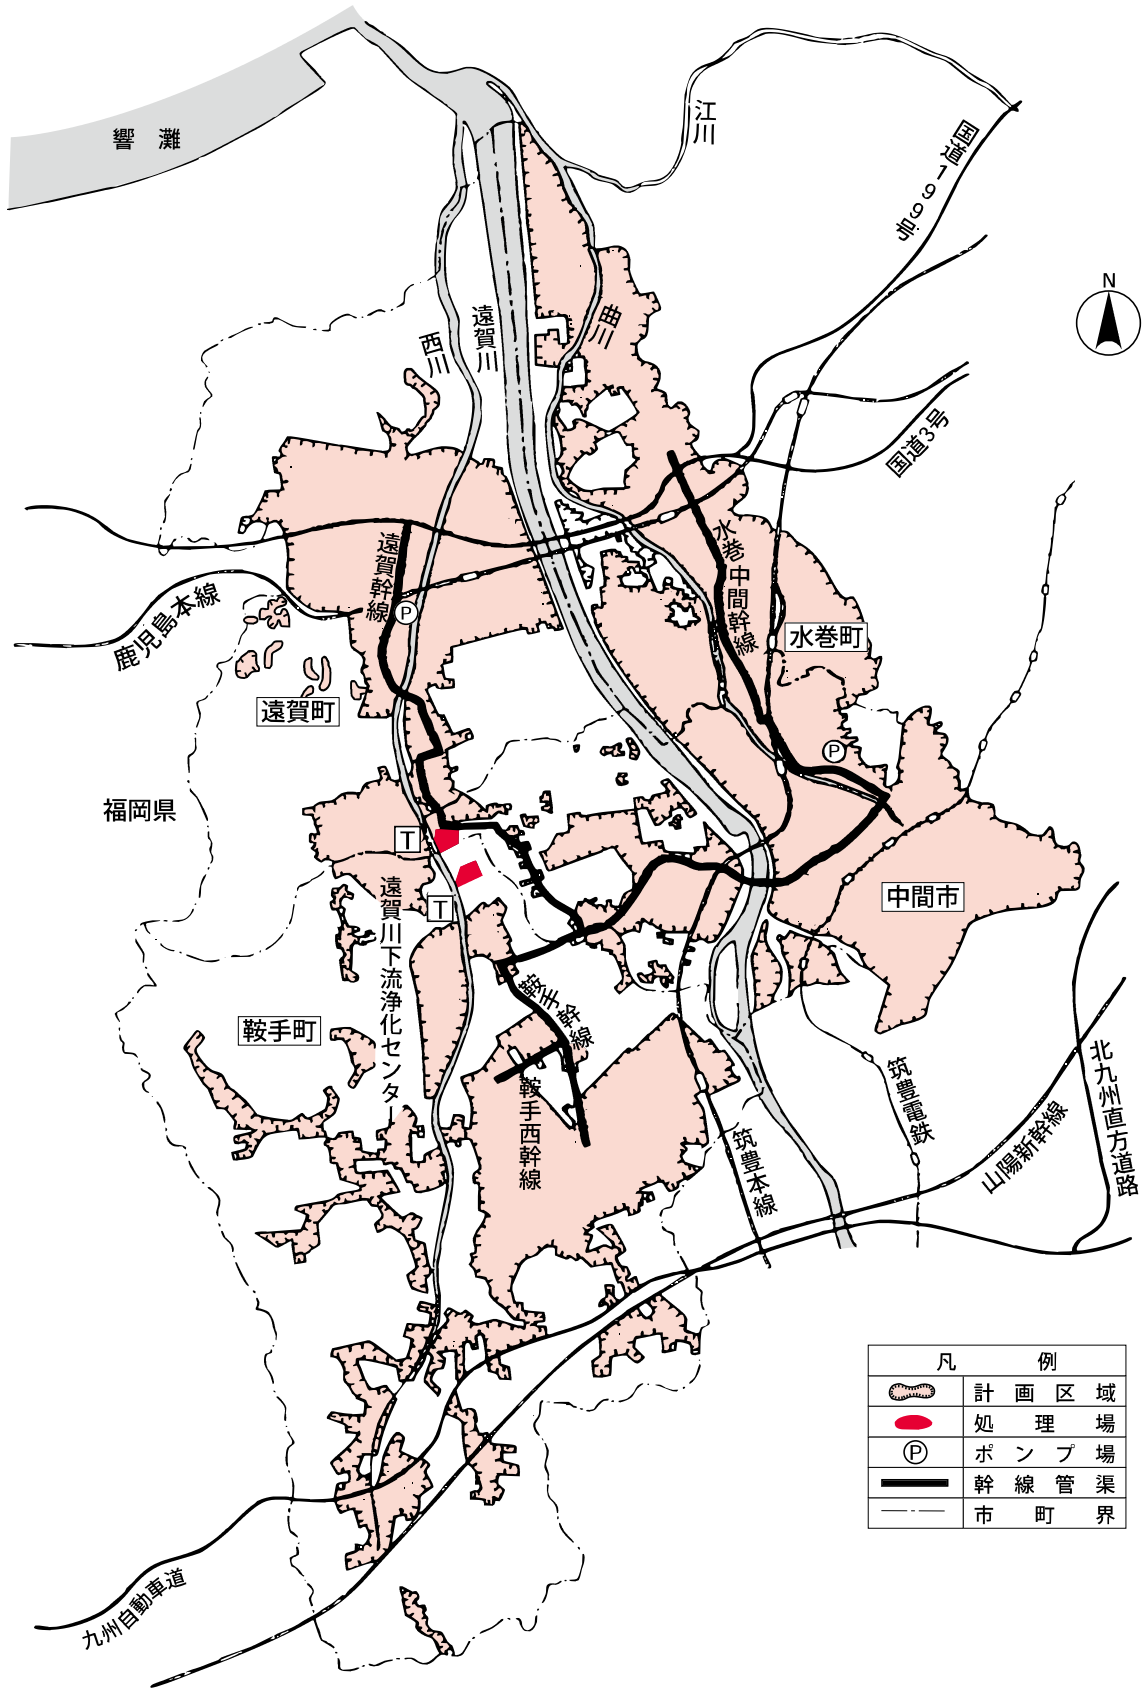 響 灘
江川
国道199号
N
遠賀川
曲川
西川
国道3号
水巻中間幹線
遠賀幹線
P
鹿児島本線
水巻町
遠賀町
P
福岡県
T
中間市
遠賀川下流浄化センター
T
鞍手幹線
鞍手町
北九州直方道路
筑豊電鉄
鞍手西幹線
山陽新幹線
筑豊本線
九州自動車道
凡 例
計画区域
処理場
P ポンプ場
幹線管渠
市町界